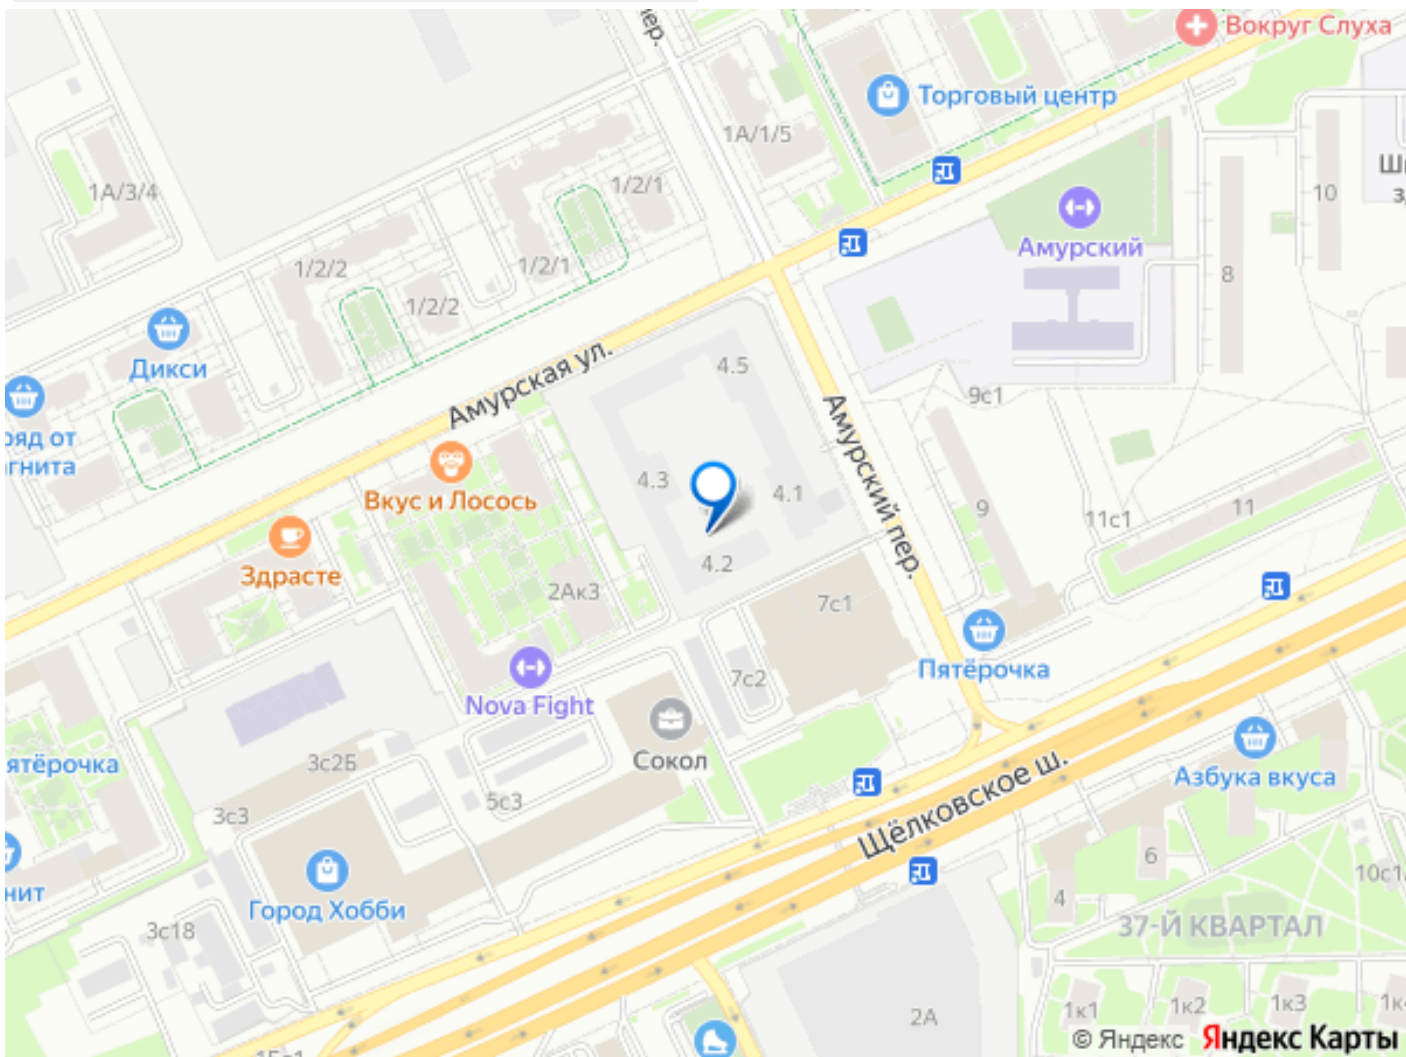 Вокруг Слуха
пер.
Торговый центр
1А/1/5
1А/3/4
1/2/1
10
Амурский
1/2/2
1/2/1
8
1/2/2
Дикси
Амурская ул.
4.5
9с1
Вкус и Лосось
4.3
4.1
Амурский пер.
9
11с1
11
Здрасте
4.2
2Ак3
7с1
Пятёрочка
7с2
Nova Fight
Сокол
3с2Б
Азбука вкуса
5с3
3с3
Щёлковское ш.
6
Город Хобби
4
10с1
3с18
37-Й КВАРТАЛ
2А
1к1
1к2
1к3
© Яндекс Яндекс Карты